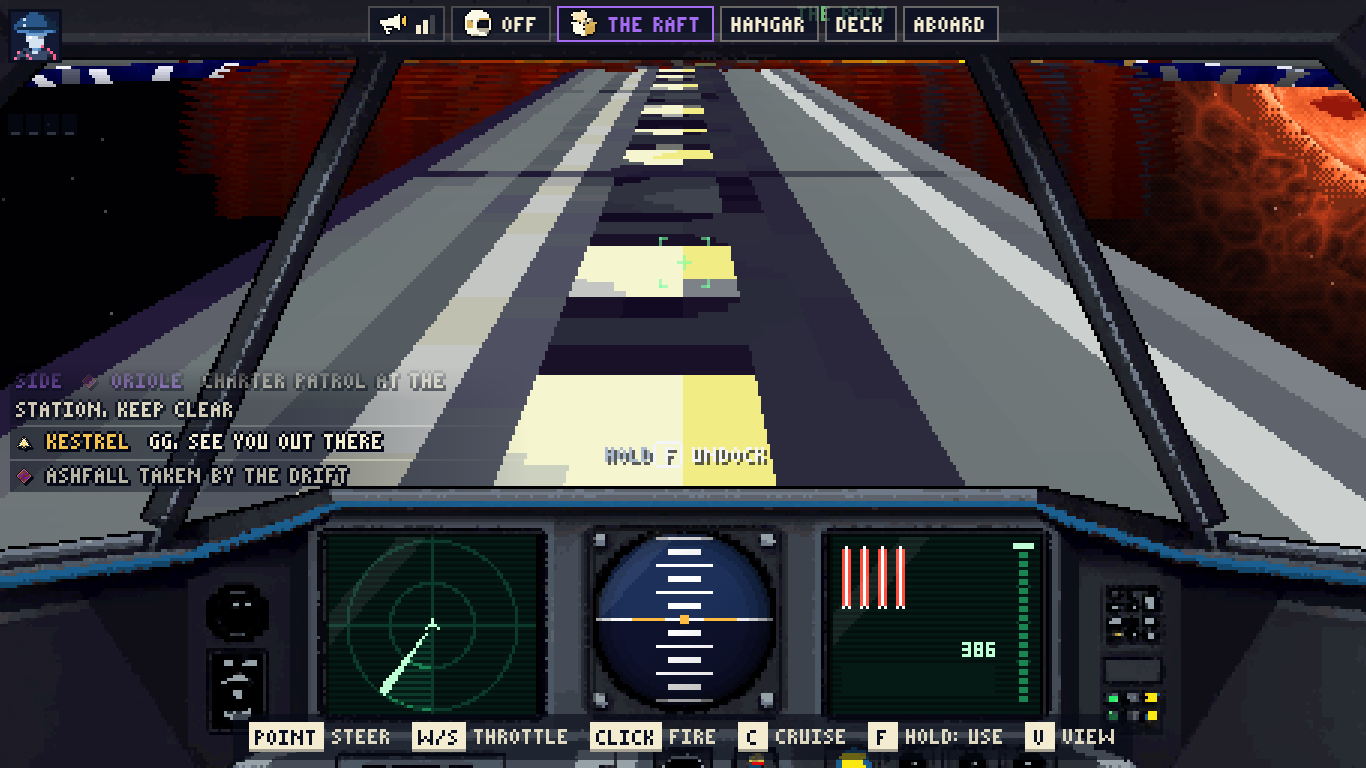 OFF
THE RAFT
HANGAR
DECK
ABOARD
THE RAFT
SIDE ORIOLE CHARTER PATROL AT THE
STATION. KEEP CLEAR
KESTREL GG. SEE YOU OUT THERE
ASHFALL TAKEN BY THE DRIFT
HOLD F UNDOCK
386
POINT STEER W/S THROTTLE CLICK FIRE C CRUISE F HOLD: USE V VIEW